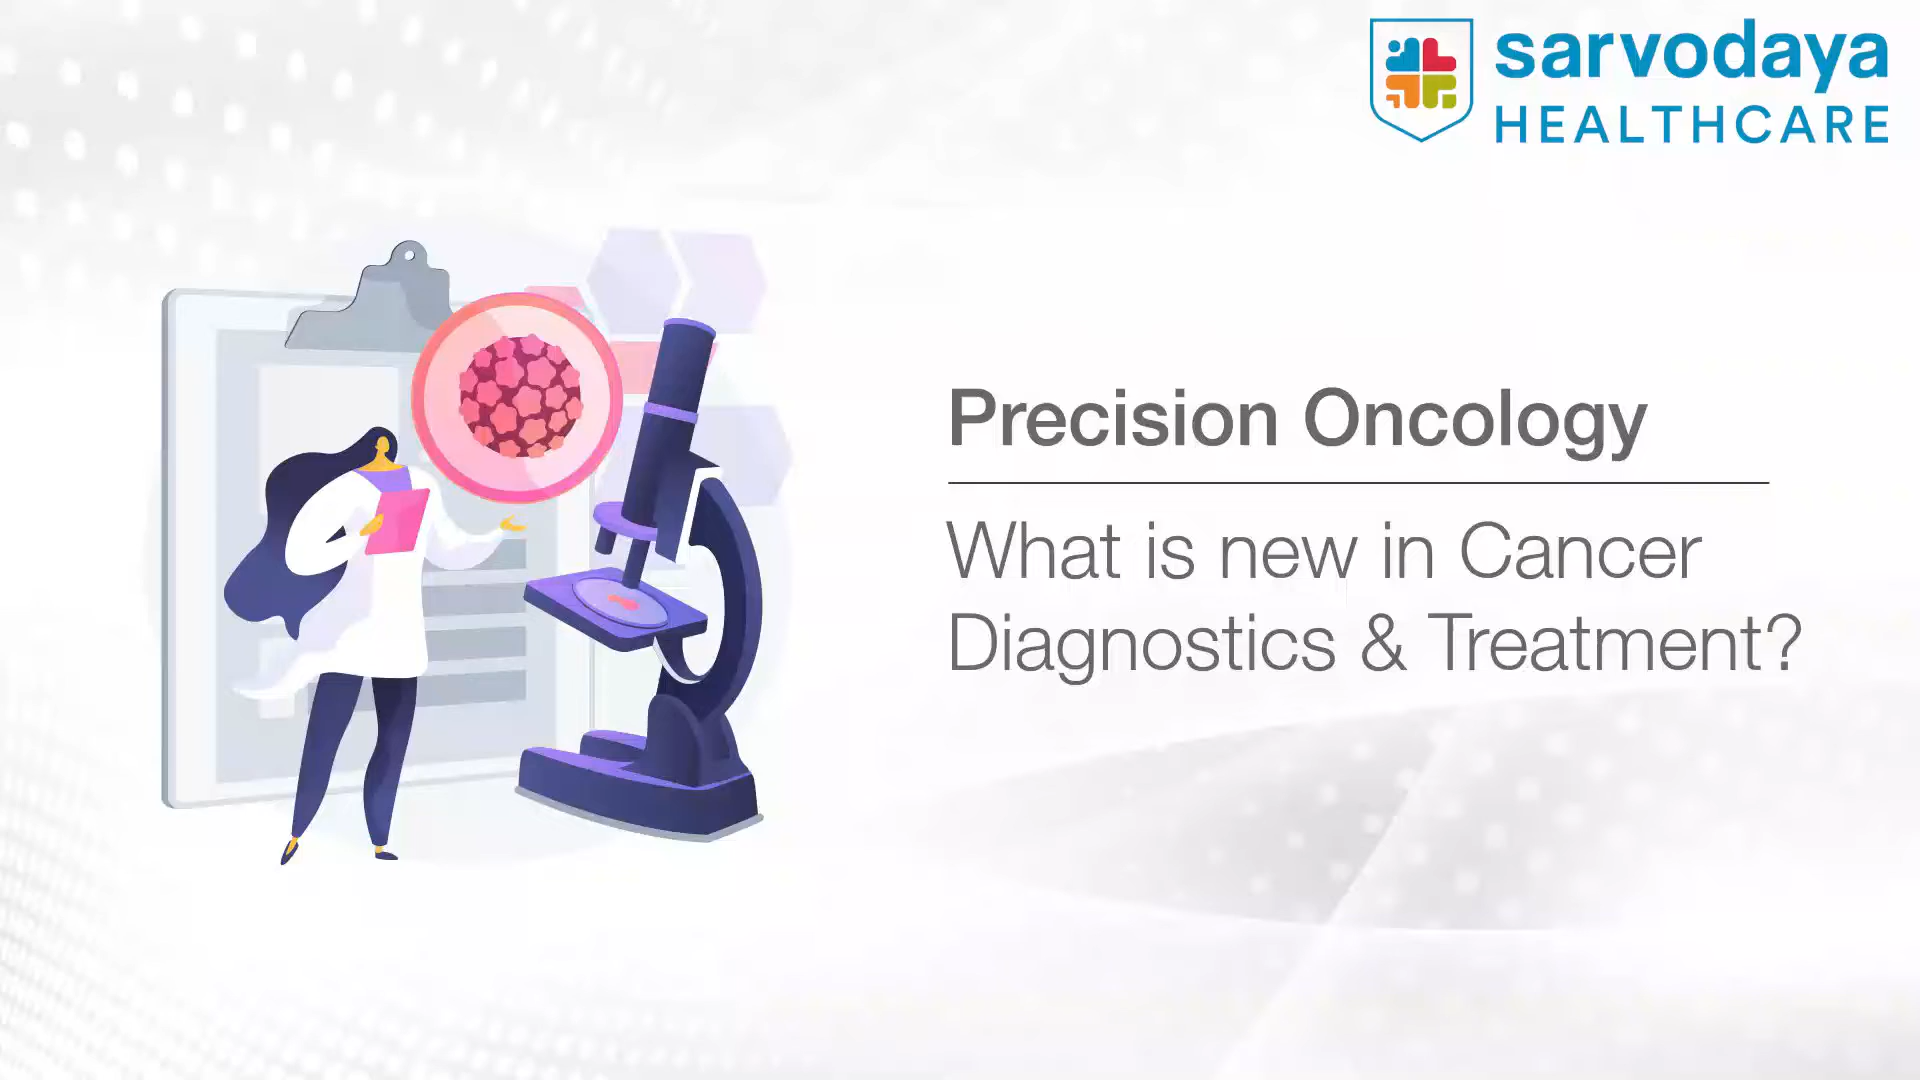 sarvodaya
HEALTHCARE
Precision Oncology
What is new in Cancer
Diagnostics & Treatment?